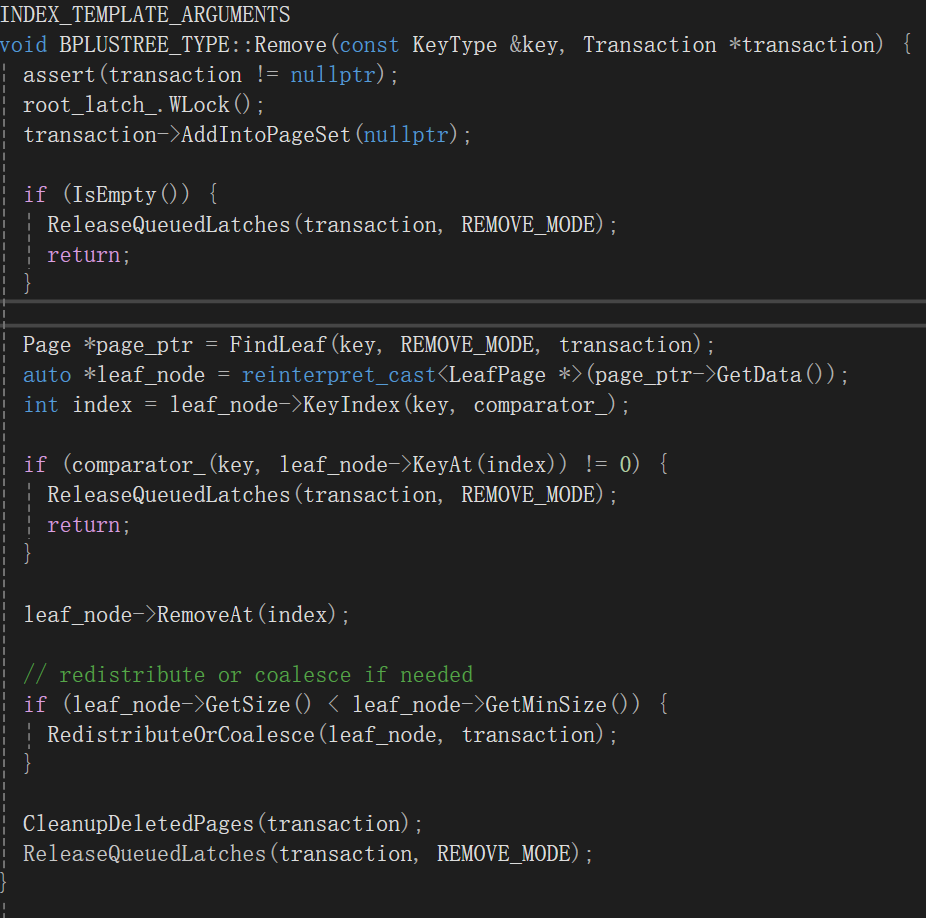 INDEX_TEMPLATE_ARGUMENTS
void BPLUSTREE_TYPE::Remove(const KeyType &key, Transaction *transaction) {
  assert(transaction != nullptr);
  root_latch_.WLock();
  transaction->AddIntoPageSet(nullptr);
  if (IsEmpty()) {
    ReleaseQueuedLatches(transaction, REMOVE_MODE);
    return;
  }
  Page *page_ptr = FindLeaf(key, REMOVE_MODE, transaction);
  auto *leaf_node = reinterpret_cast<LeafPage *>(page_ptr->GetData());
  int index = leaf_node->KeyIndex(key, comparator_);
  if (comparator_(key, leaf_node->KeyAt(index)) != 0) {
    ReleaseQueuedLatches(transaction, REMOVE_MODE);
    return;
  }
  leaf_node->RemoveAt(index);
  // redistribute or coalesce if needed
  if (leaf_node->GetSize() < leaf_node->GetMinSize()) {
    RedistributeOrCoalesce(leaf_node, transaction);
  }
  CleanupDeletedPages(transaction);
  ReleaseQueuedLatches(transaction, REMOVE_MODE);
}